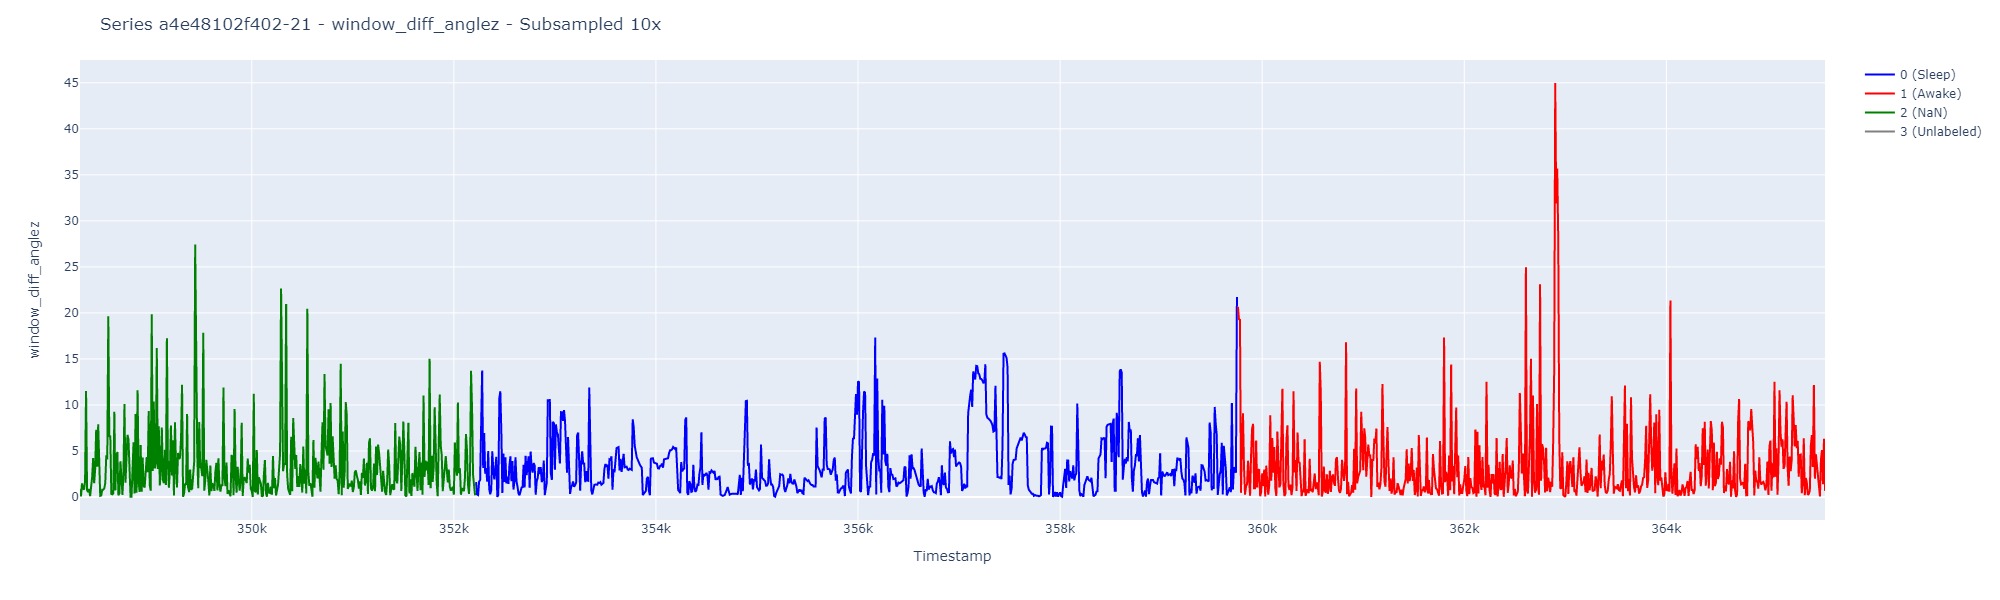 Series a4e48102f402-21 - window_diff_anglez - Subsampled 10x
0 (Sleep)
1 (Awake)
2 (NaN)
3 (Unlabeled)
window_diff_anglez
45
40
35
30
25
20
15
10
5
0
350k 352k 354k 356k 358k 360k 362k 364k
Timestamp